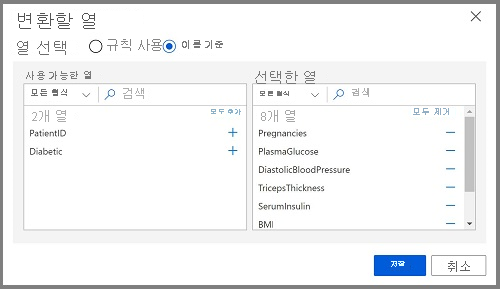 변환할 열
열 선택 규칙 사용 이름 기준
사용 가능한 열
모든 형식 검색
2개 열 모두 추가
PatientID
Diabetic
선택한 열
모든 형식 검색
8개 열 모두 제거
Pregnancies
PlasmaGlucose
DiastolicBloodPressure
TricepsThickness
SerumInsulin
BMI
저장 취소